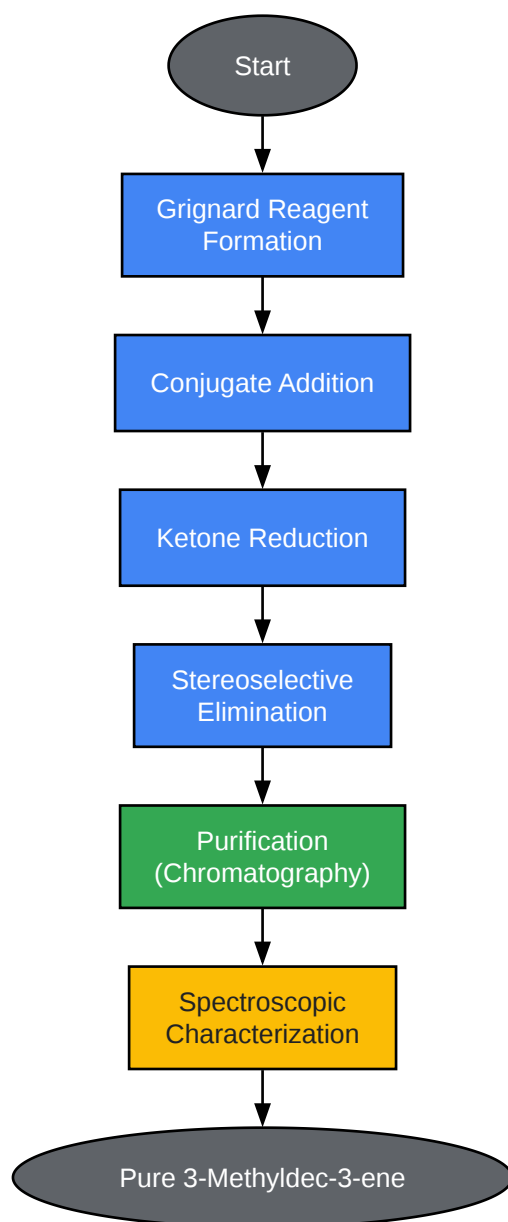 Start
Grignard Reagent
Formation
Conjugate Addition
Ketone Reduction
Stereoselective
Elimination
Purification
(Chromatography)
Spectroscopic
Characterization
Pure 3-Methyldec-3-ene